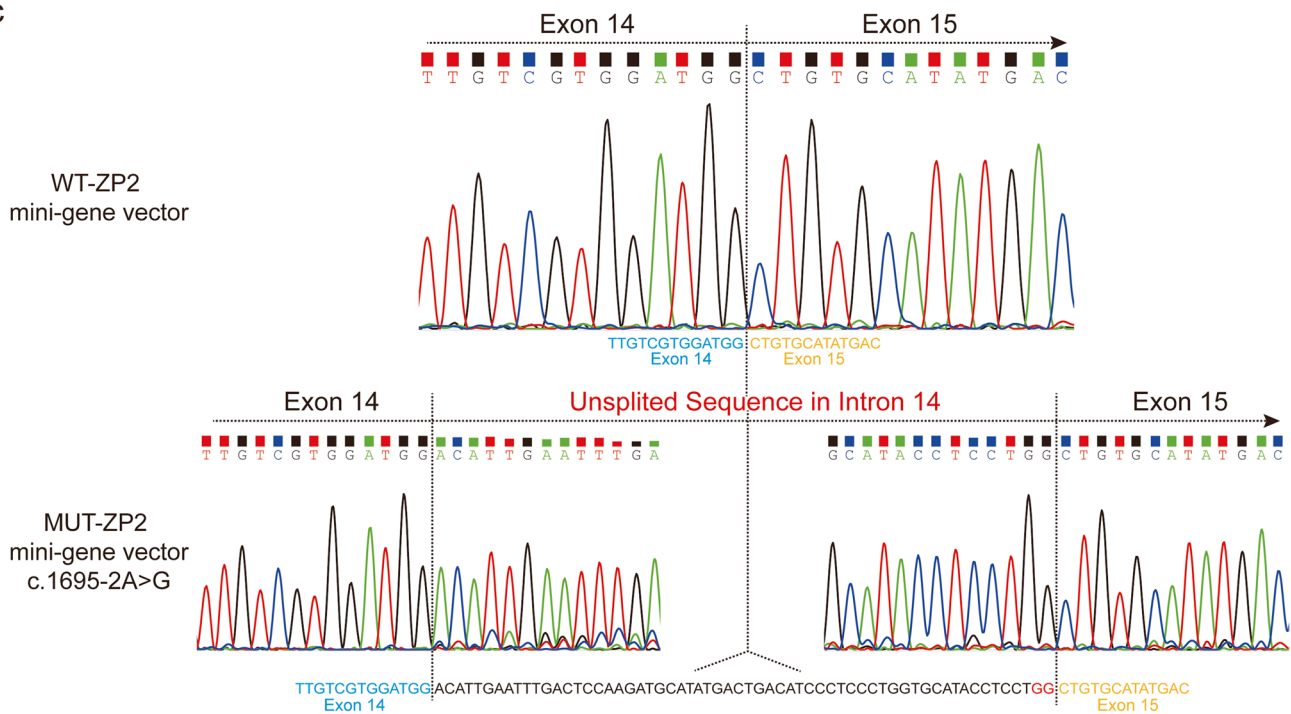 c
Exon 14 Exon 15
T T G T C G T G G A T G G C T G T G C A T A T G A C
WT-ZP2
mini-gene vector
TTGTCGTGGATGG CTGTGCATATGAC
Exon 14 Exon 15
Exon 14 Unsplited Sequence in Intron 14 Exon 15
T T G T C G T G G A T G G A C A T T G A A T T T G A G C A T A C C T C C T G G C T G T G C A T A T G A C
MUT-ZP2
mini-gene vector
c.1695-2A>G
TTGTCGTGGATGG ACATTGAATTTGACTCCAAGATGCATATGACTGACATCCCTCCCTGGTGCATACCTCCTGG CTGTGCATATGAC
Exon 14 Exon 15